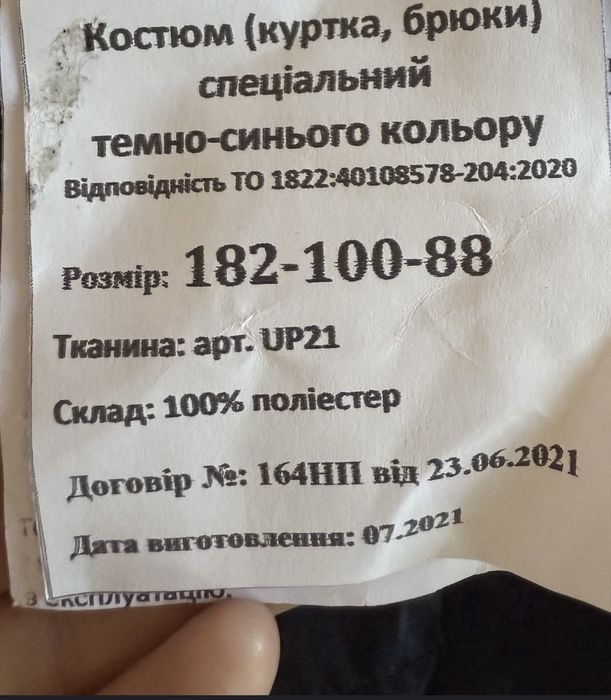 Костюм (куртка, брюки)
спеціальний
темно-синього кольору
Відповідність ТО 1822:40108578-204:2020
Розмір: 182-100-88
Тканина: арт. UP21
Склад: 100% поліестер
Договір №: 164НП від 23.06.2021
Дата виготовлення: 07.2021
в експлуатацію.